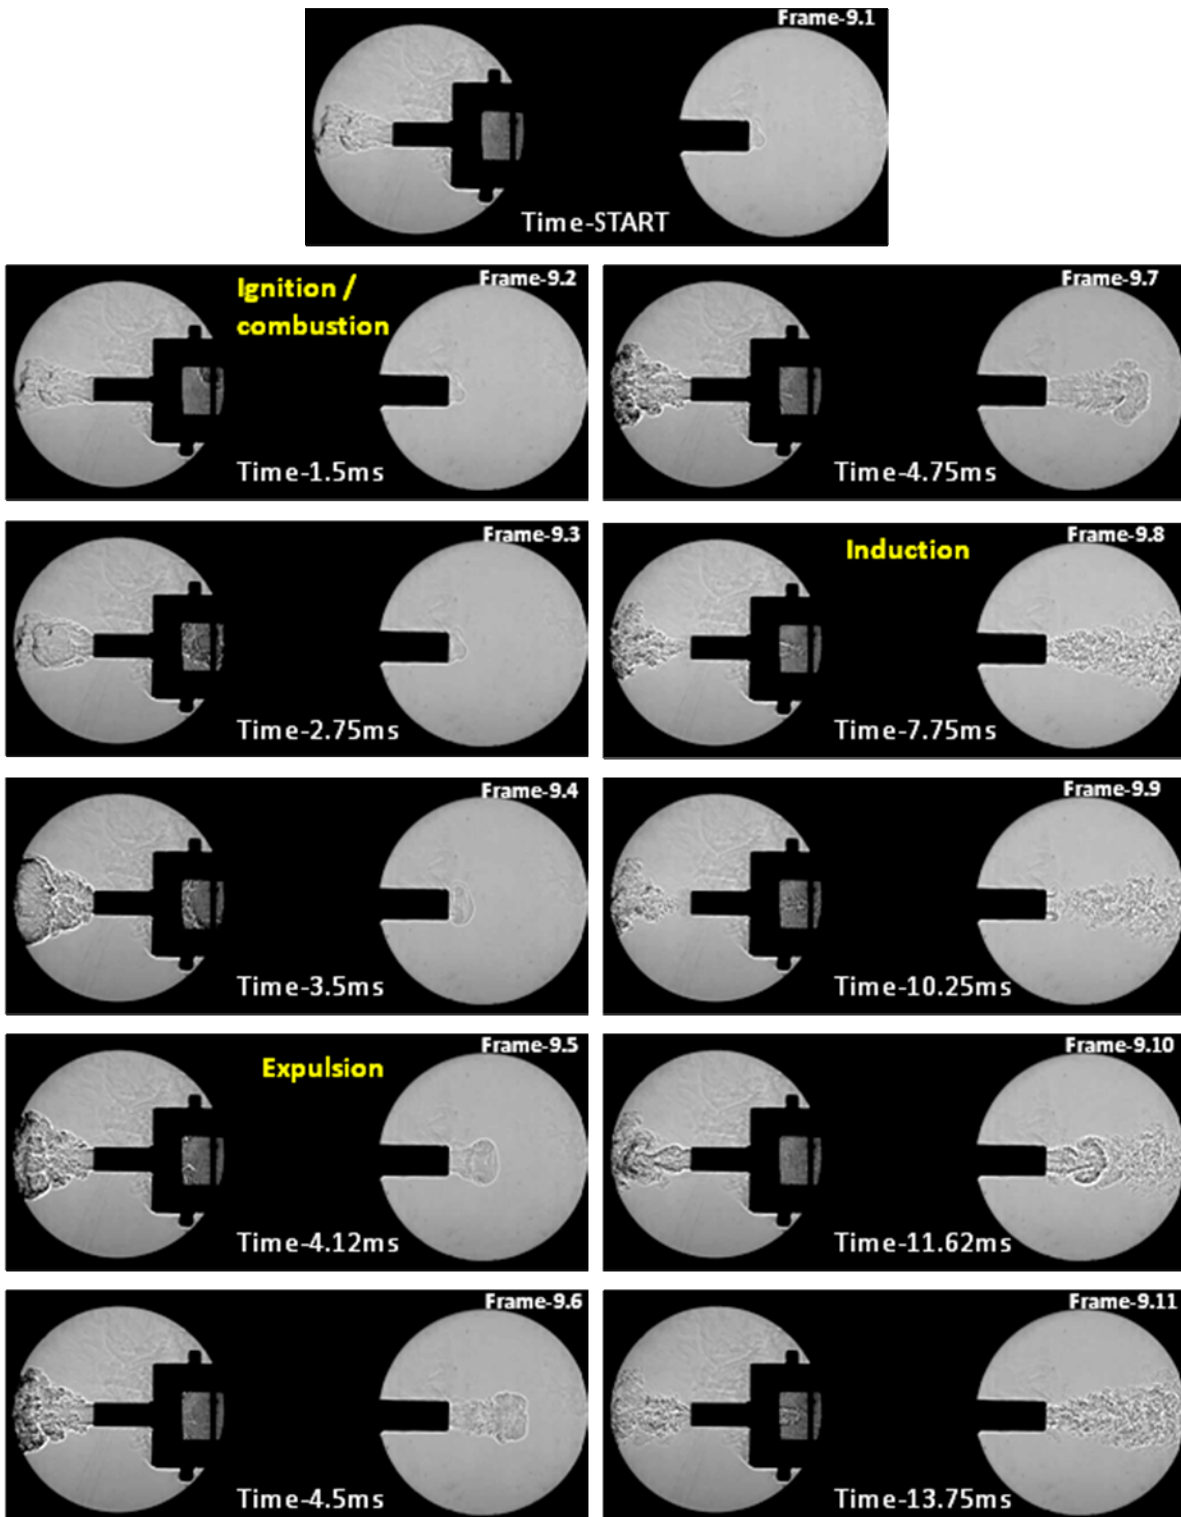 Frame-9.1
Time-START
Ignition /
combustion
Frame-9.2
Time-1.5ms
Frame-9.3
Time-2.75ms
Frame-9.4
Time-3.5ms
Expulsion
Frame-9.5
Time-4.12ms
Frame-9.6
Time-4.5ms
Frame-9.7
Time-4.75ms
Induction
Frame-9.8
Time-7.75ms
Frame-9.9
Time-10.25ms
Frame-9.10
Time-11.62ms
Frame-9.11
Time-13.75ms